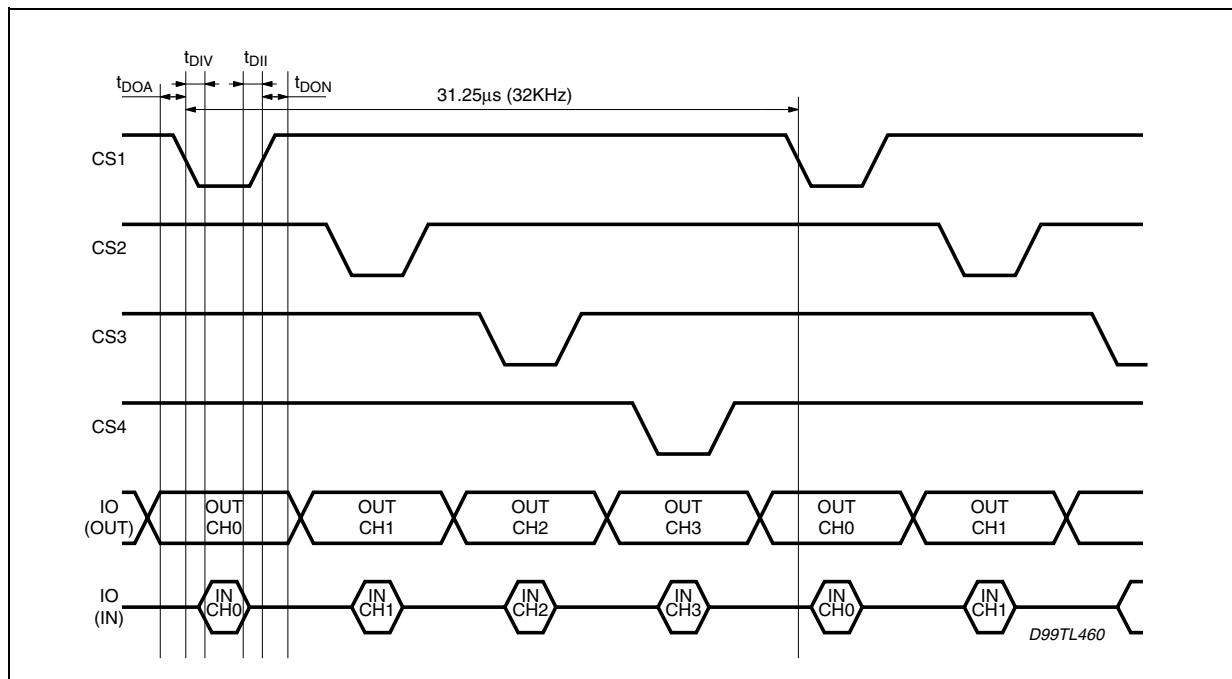 tDIV tDII
tDOA tDON
31.25μs (32KHz)
CS1
CS2
CS3
CS4
IO
(OUT)
OUT
CH0
OUT
CH1
OUT
CH2
OUT
CH3
OUT
CH0
OUT
CH1
IO
(IN)
IN
CH0
IN
CH1
IN
CH2
IN
CH3
IN
CH0
IN
CH1
D99TL460